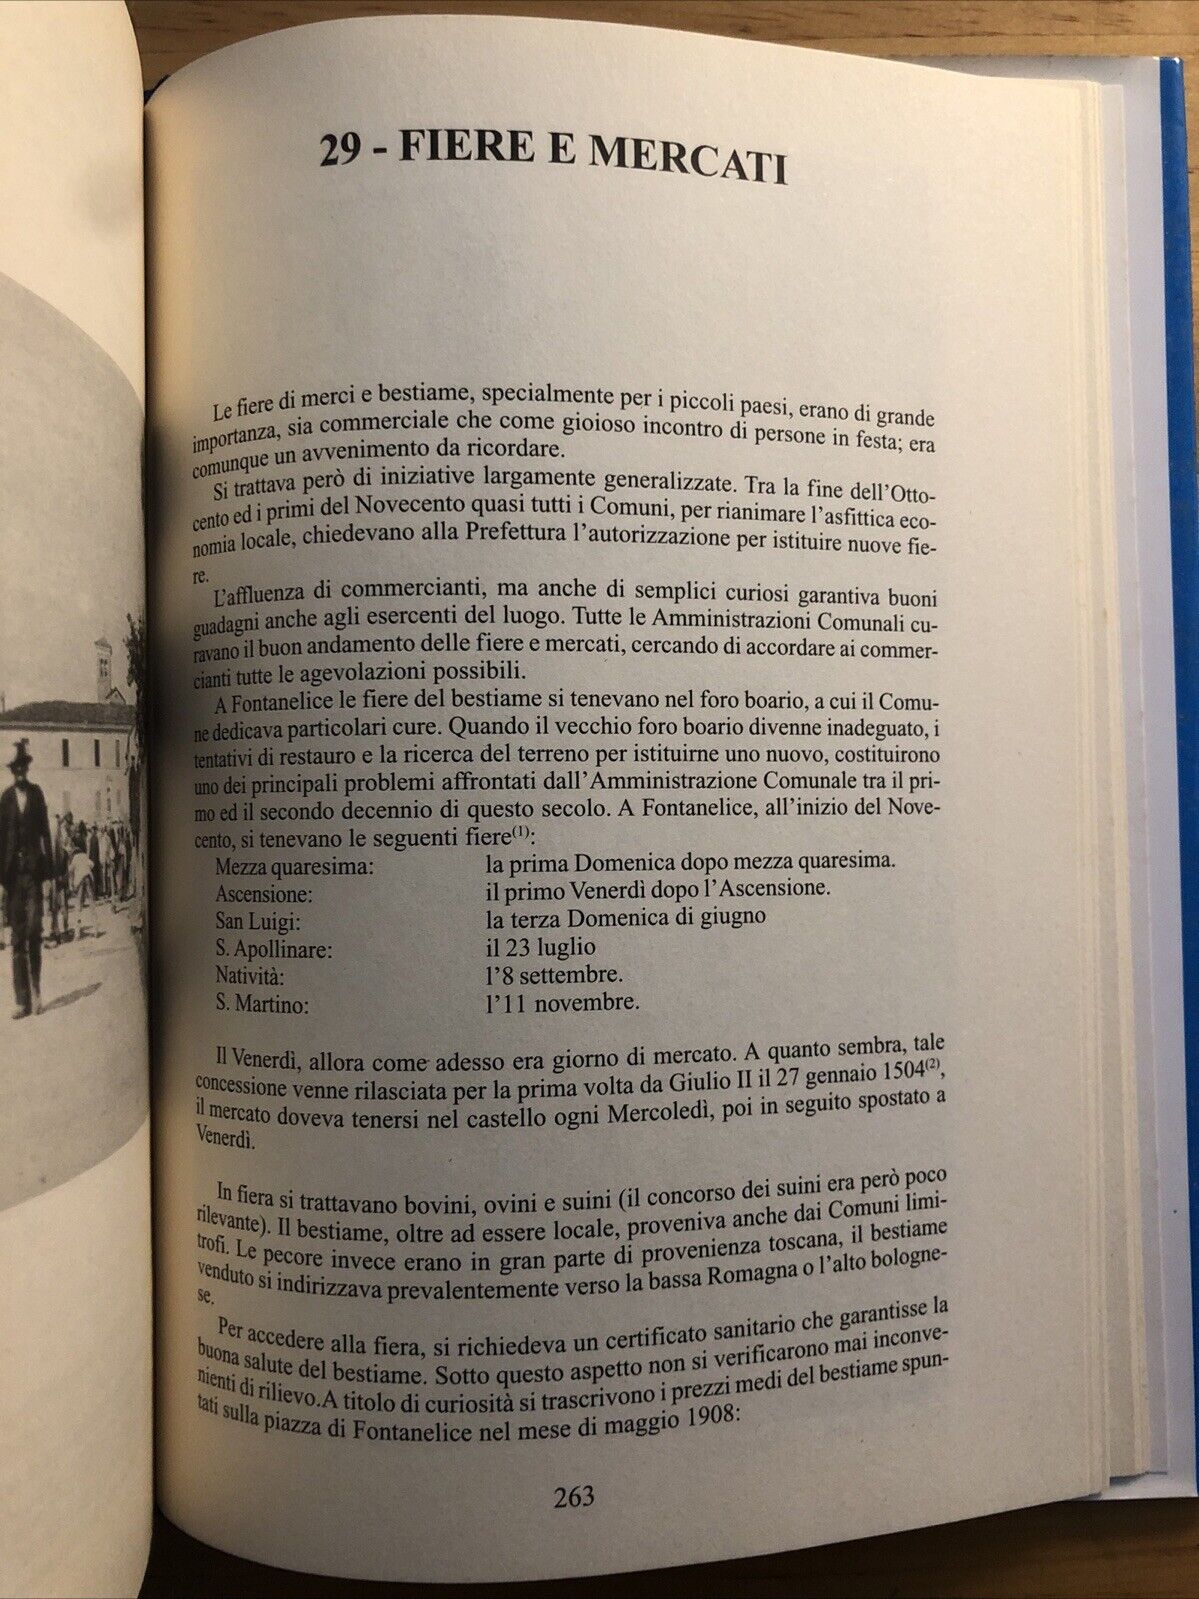 29 - FIERE E MERCATI
Le fiere di merci e bestiame, specialmente per i piccoli paesi, erano di grande
importanza, sia commerciale che come gioioso incontro di persone in festa; era
comunque un avvenimento da ricordare.
Si trattava però di iniziative largamente generalizzate. Tra la fine dell'Otto-
cento ed i primi del Novecento quasi tutti i Comuni, per rianimare l'asfittica eco-
nomia locale, chiedevano alla Prefettura l'autorizzazione per istituire nuove fie-
re.
L'affluenza di commercianti, ma anche di semplici curiosi garantiva buoni
guadagni anche agli esercenti del luogo. Tutte le Amministrazioni Comunali cu-
ravano il buon andamento delle fiere e mercati, cercando di accordare ai commer-
cianti tutte le agevolazioni possibili.
A Fontanelice le fiere del bestiame si tenevano nel foro boario, a cui il Comu-
ne dedicava particolari cure. Quando il vecchio foro boario divenne inadeguato, i
tentativi di restauro e la ricerca del terreno per istituirne uno nuovo, costituirono
uno dei principali problemi affrontati dall'Amministrazione Comunale tra il pri-
mo ed il secondo decennio di questo secolo. A Fontanelice, all'inizio del Nove-
cento, si tenevano le seguenti fiere(1):
Mezza quaresima: la prima Domenica dopo mezza quaresima.
Ascensione: il primo Venerdì dopo l'Ascensione.
San Luigi: la terza Domenica di giugno
S. Apollinare: il 23 luglio
Natività: l'8 settembre.
S. Martino: l'11 novembre.
Il Venerdì, allora come adesso era giorno di mercato. A quanto sembra, tale
concessione venne rilasciata per la prima volta da Giulio II il 27 gennaio 1504(2),
il mercato doveva tenersi nel castello ogni Mercoledì, poi in seguito spostato a
Venerdì.
In fiera si trattavano bovini, ovini e suini (il concorso dei suini era però poco
rilevante). Il bestiame, oltre ad essere locale, proveniva anche dai Comuni limi-
trofi. Le pecore invece erano in gran parte di provenienza toscana, il bestiame
venduto si indirizzava prevalentemente verso la bassa Romagna o l'alto bologne-
se.
Per accedere alla fiera, si richiedeva un certificato sanitario che garantisse la
buona salute del bestiame. Sotto questo aspetto non si verificarono mai inconve-
nienti di rilievo.A titolo di curiosità si trascrivono i prezzi medi del bestiame spun-
tati sulla piazza di Fontanelice nel mese di maggio 1908:
263